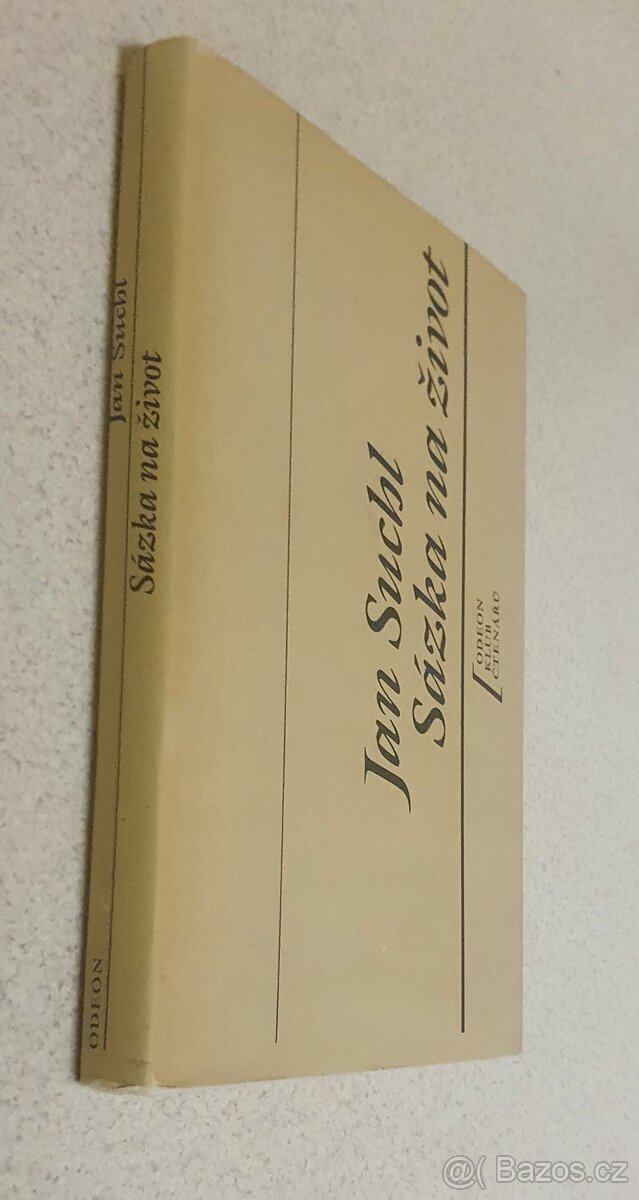 Jan Suchl
Sázka na život
ODEON
KLUB
ČTENÁŘŮ
Jan Suchl
Sázka na život
ODEON
@( Bazos.cz